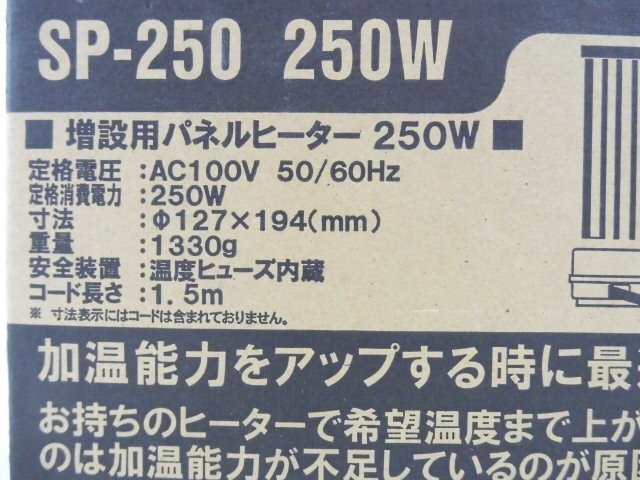 SP-250 250W
■ 増設用パネルヒーター 250W ■
定格電圧 :AC100V 50/60Hz
定格消費電力 :250W
寸法 :Φ127×194(mm)
重量 :1330g
安全装置 :温度ヒューズ内蔵
コード長さ :1.5m
※ 寸法表示にはコードは含まれておりません。
加温能力をアップする時に最
お持ちのヒーターで希望温度まで上が
のは加温能力が不足しているのが原因